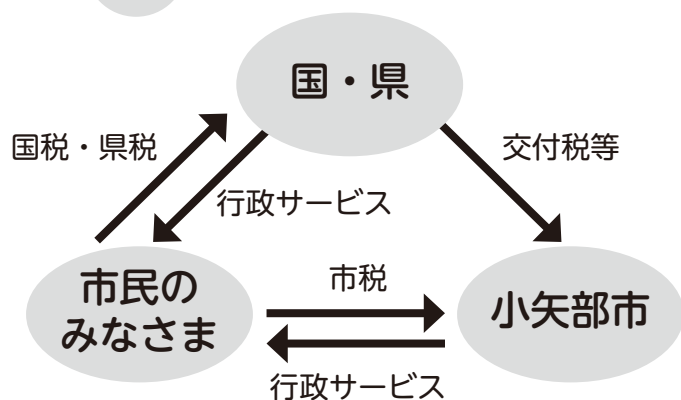 国・県
国税・県税
交付税等
行政サービス
市民の
みなさま
市税
小矢部市
行政サービス